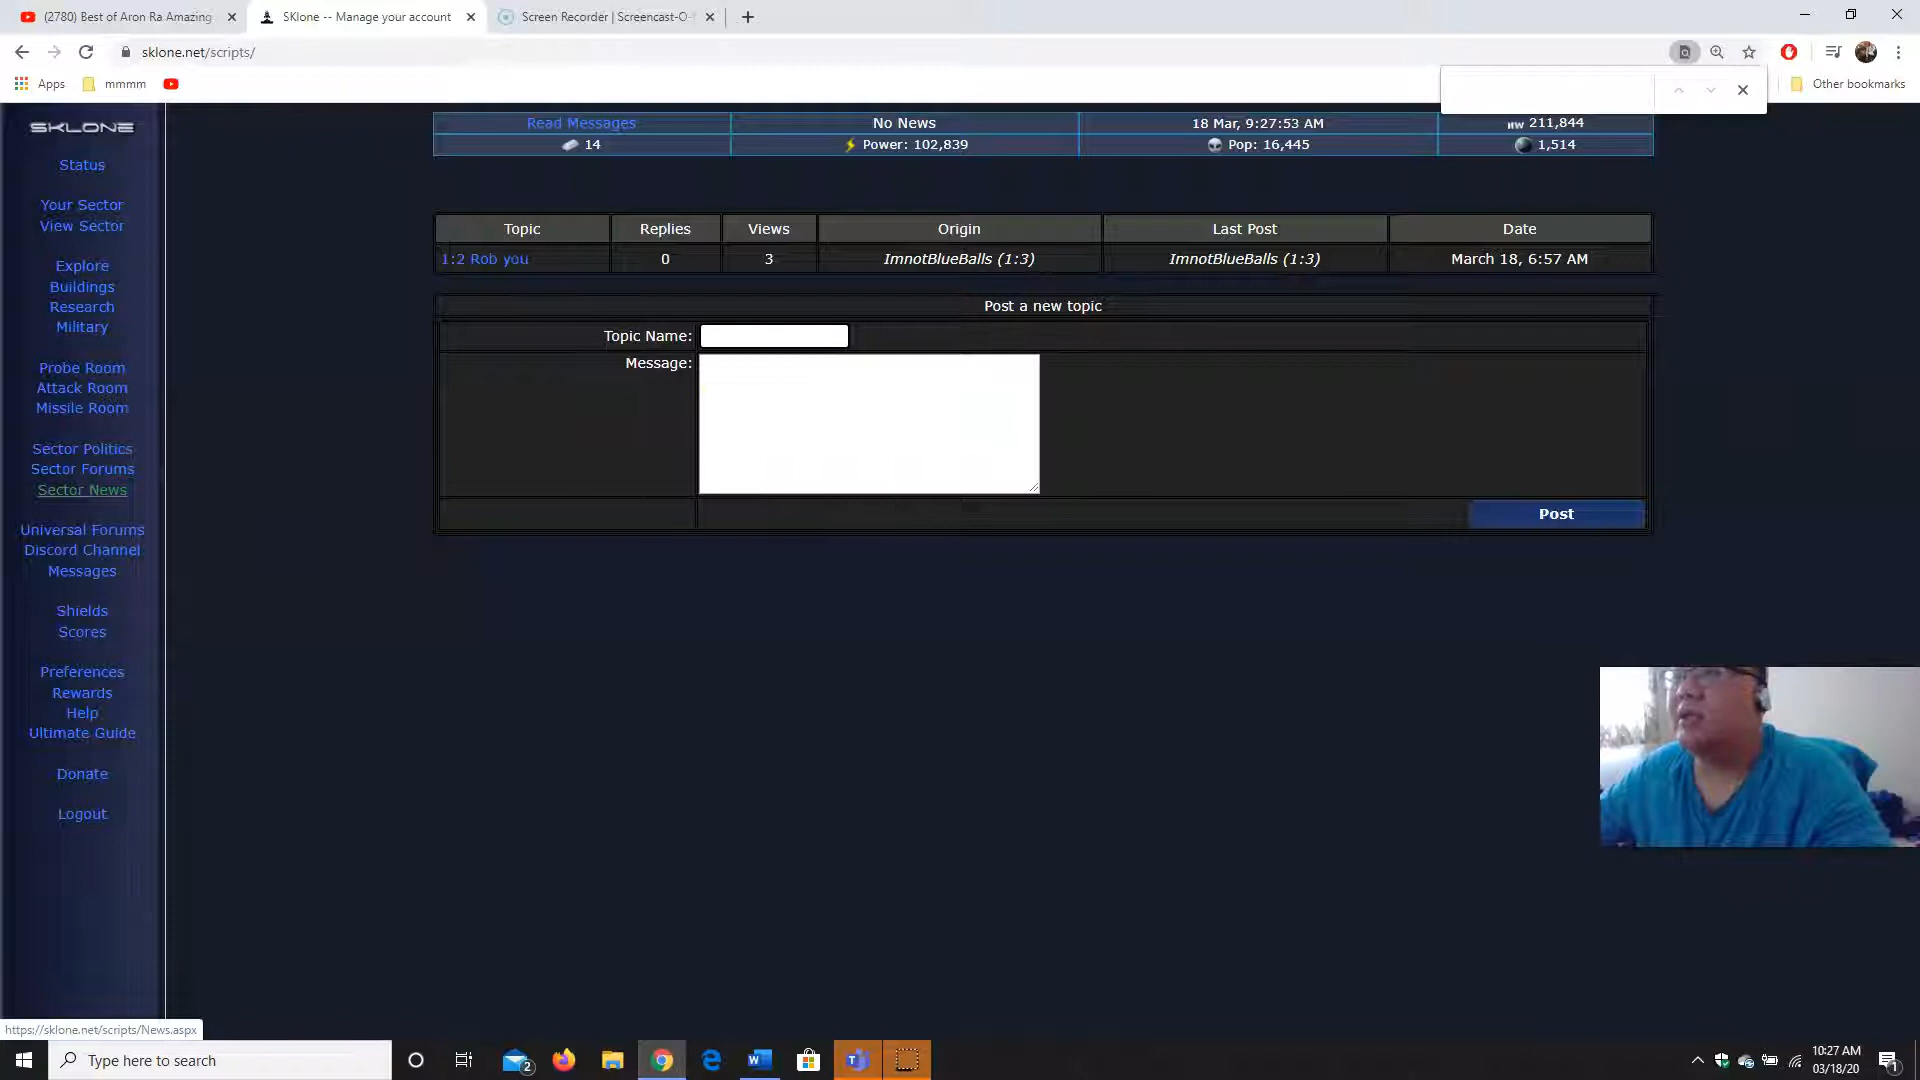 (2780) Best of Aron Ra Amazing
SKlone -- Manage your account
Screen Recorder | Screencast-O-
sklone.net/scripts/
Apps
mmmm
Other bookmarks
SKLONE
Status
Your Sector
View Sector
Explore
Buildings
Research
Military
Probe Room
Attack Room
Missile Room
Sector Politics
Sector Forums
Sector News
Universal Forums
Discord Channel
Messages
Shields
Scores
Preferences
Rewards
Help
Ultimate Guide
Donate
Logout
Read Messages
No News
18 Mar, 9:27:53 AM
NW 211,844
14
Power: 102,839
Pop: 16,445
1,514
Topic Replies Views Origin Last Post Date
1:2 Rob you 0 3 ImnotBlueBalls (1:3) ImnotBlueBalls (1:3) March 18, 6:57 AM
Post a new topic
Topic Name:
Message:
Post
https://sklone.net/scripts/News.aspx
Type here to search
2
10:27 AM
03/18/20
1